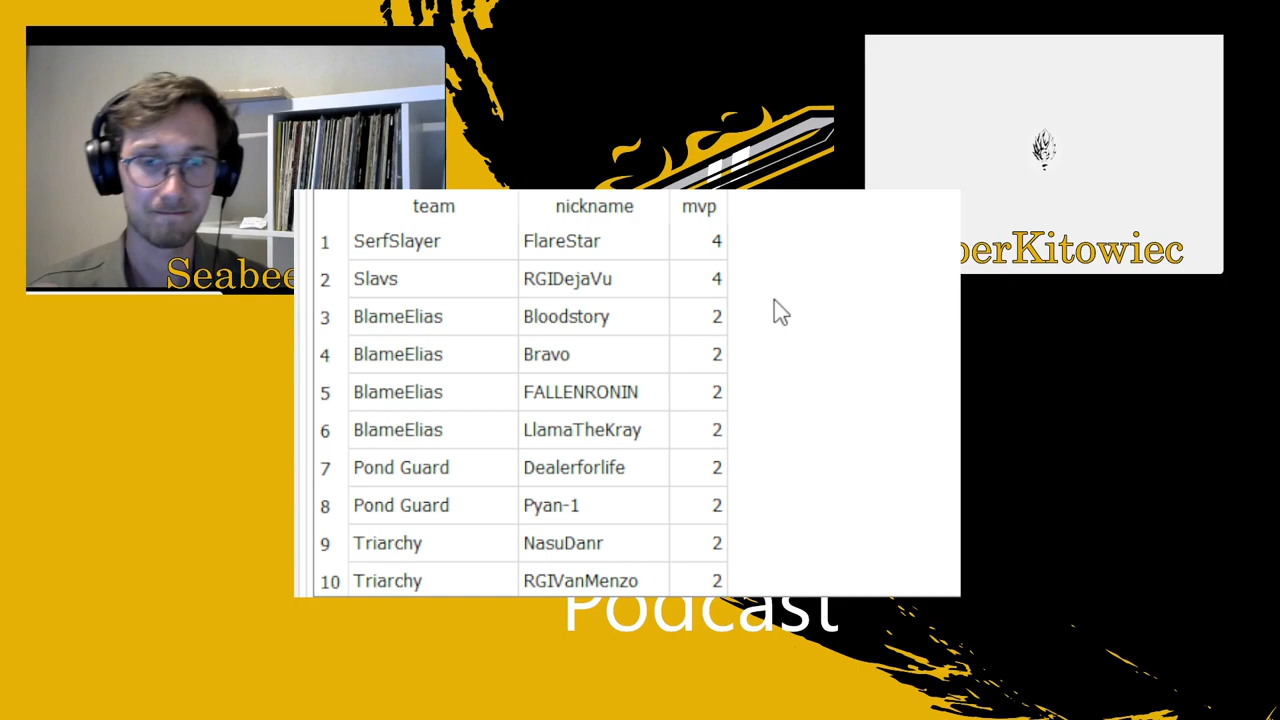 team nickname mvp
1 SerfSlayer FlareStar 4
2 Slavs RGIDejaVu 4
3 BlameElias Bloodstory 2
4 BlameElias Bravo 2
5 BlameElias FALLENRONIN 2
6 BlameElias LlamaTheKray 2
7 Pond Guard Dealerforlife 2
8 Pond Guard Pyan-1 2
9 Triarchy NasuDanr 2
10 Triarchy RGIVanMenzo 2
Seabee
berKitowiec
Podcast